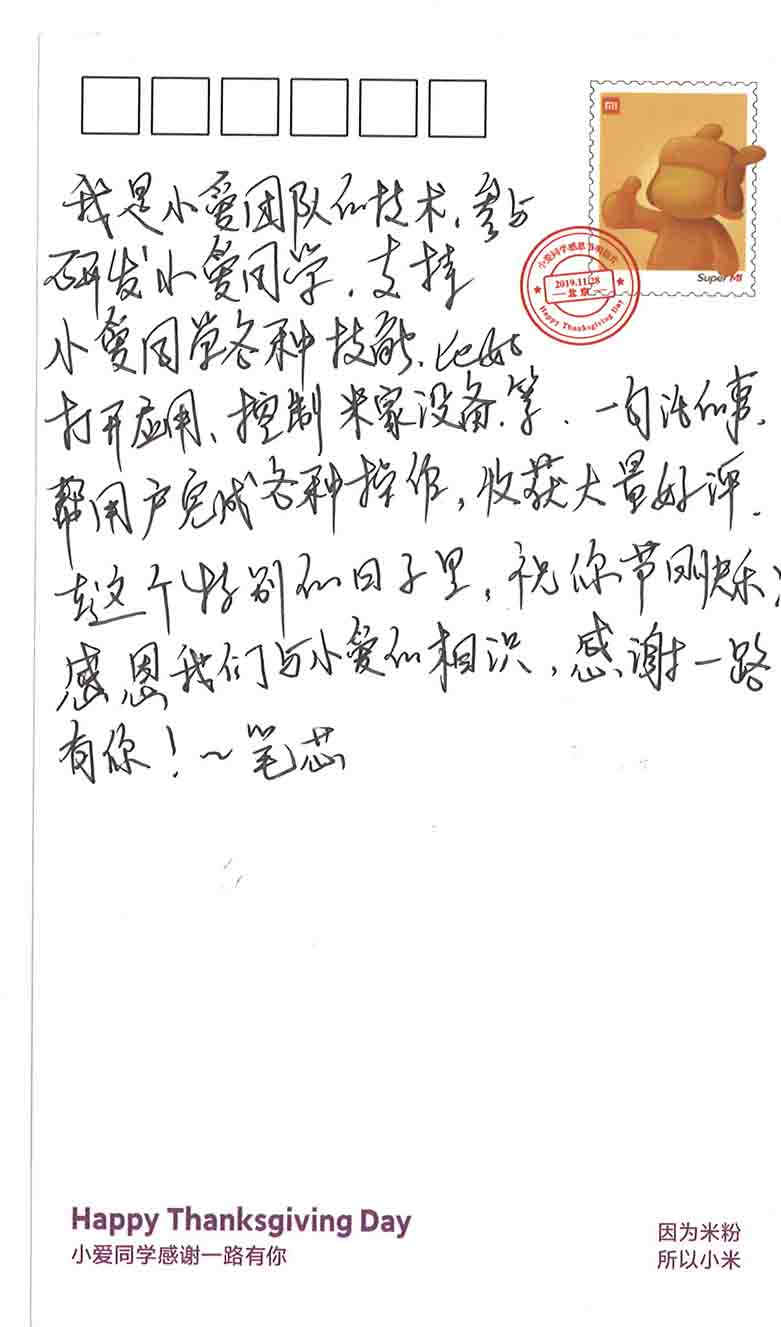 我是小爱团队的技术,参与
研发小爱同学,支持
小爱同学各种技能,比如
打开应用、控制米家设备等.一句话的事,
帮用户完成各种操作,收获大量好评.
在这个特别的日子里,祝你节日快乐;
感恩我们与小爱的相识,感谢一路
有你!~笔芯
MI
Super MI
小爱同学感恩节明信片
2019.11.28
北京
Happy Thanksgiving Day
Happy Thanksgiving Day
小爱同学感谢一路有你
因为米粉
所以小米